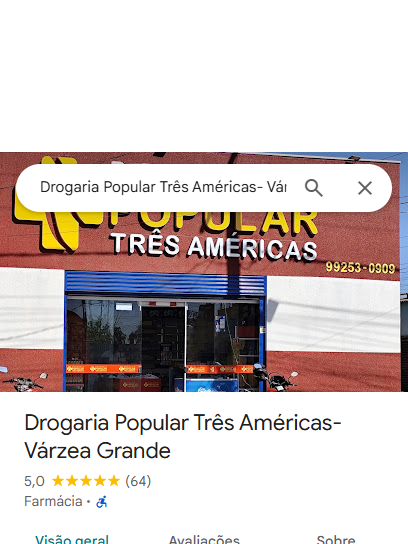 Drogaria Popular Três Américas- Vár
POPULAR
TRÊS AMÉRICAS
99253-0909
Drogaria Popular Três Américas-
Várzea Grande
5,0 (64)
Farmácia ·
Visão geral Avaliações Sobre